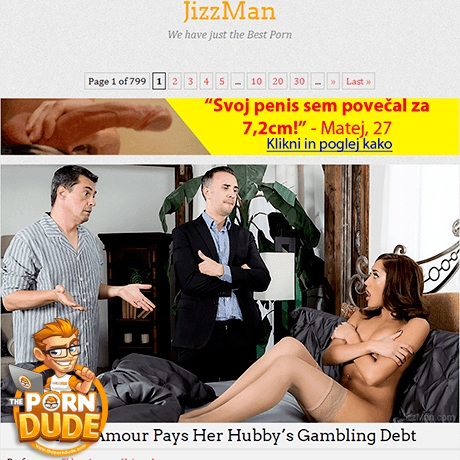 JizzMan
We have just the Best Porn
Page 1 of 799 1 2 3 4 5 ... 10 20 30 ... » Last »
“Svoj penis sem povečal za
7,2cm!” - Matej, 27
Klikni in poglej kako
JizzMan.com
THE
PORN
DUDE
Amour Pays Her Hubby’s Gambling Debt